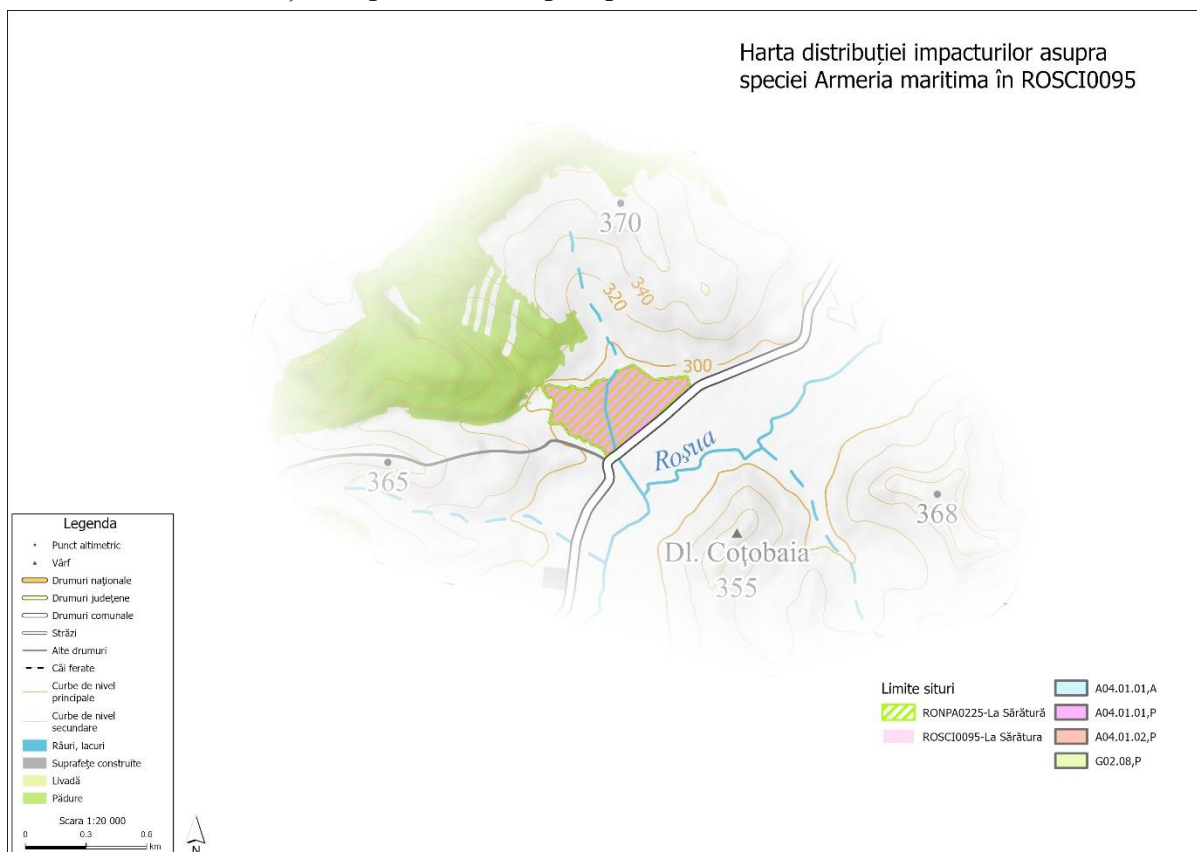 Harta distribuției impacturilor asupra
speciei Armeria maritima în ROSCI0095
370
340
320
300
Roșua
365
368
Dl. Coțobaia
355
Legenda
Punct altimetric
Vârf
Drumuri naționale
Drumuri județene
Drumuri comunale
Străzi
Alte drumuri
Căi ferate
Curbe de nivel
principale
Curbe de nivel
secundare
Râuri, lacuri
Suprafețe construite
Livadă
Pădure
Scara 1:20 000
0 0.3 0.6
km
N
Limite situri
RONPA0225-La Sărătură
ROSCI0095-La Sărătura
A04.01.01,A
A04.01.01,P
A04.01.02,P
G02.08,P